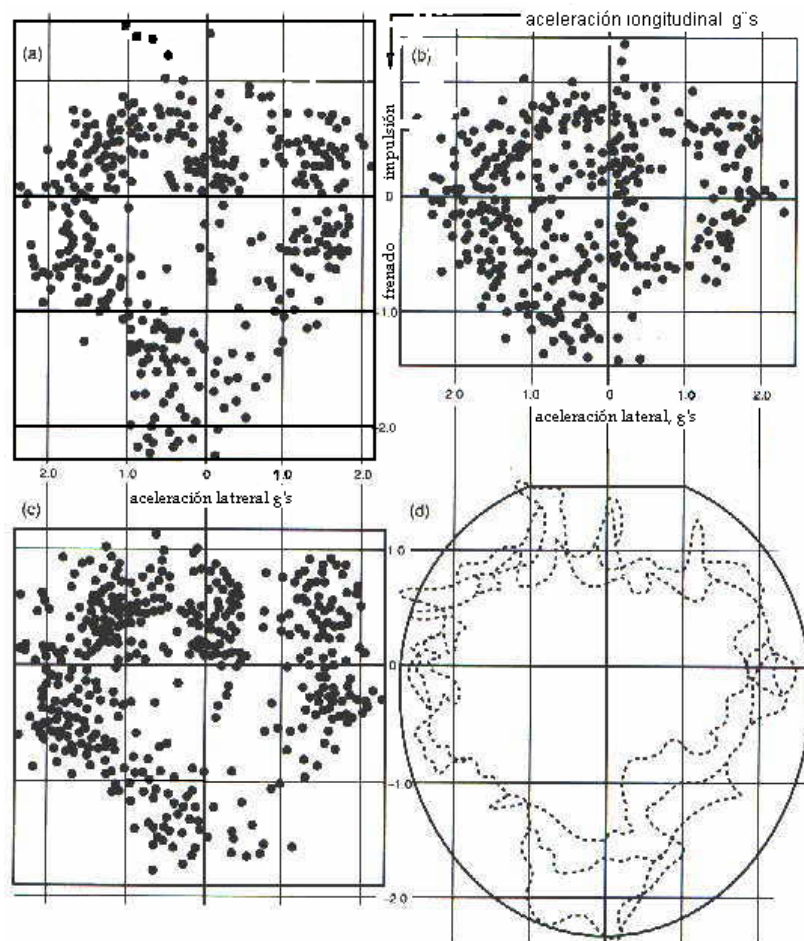 aceleración longitudinal g¨s
(a)
(b)
impulsión
0
frenado
-1.0
-2.0
2.0 1.0 0 1.0 2.0
aceleración latreral g's
2.0 1.0 0 1.0 2.0
aceleración lateral, g's
(c)
(d)
1.0
0
-1.0
-2.0